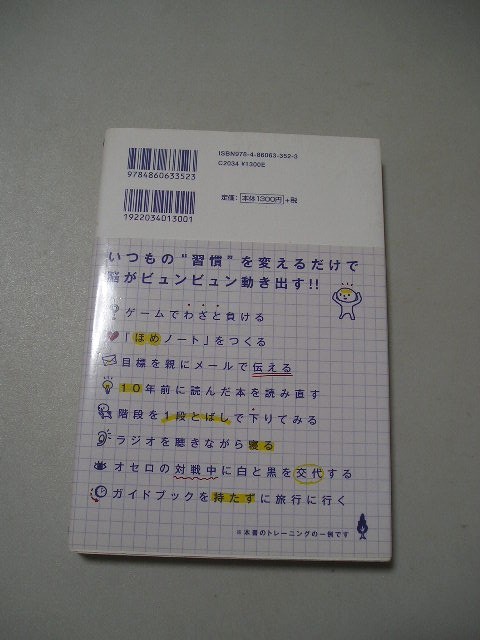 ISBN978-4-86063-352-3
C2034 ¥1300E
9784860633523
定価: 本体1300円+税
1922034013001
いつもの"習慣"を変えるだけで
脳がビュンビュン動き出す!!
ゲームでわざと負ける
「ほめノート」をつくる
目標を親にメールで伝える
10年前に読んだ本を読み直す
階段を1段とばしで下りてみる
ラジオを聴きながら寝る
オセロの対戦中に白と黒を交代する
ガイドブックを持たずに旅行に行く
※本書のトレーニングの一例です